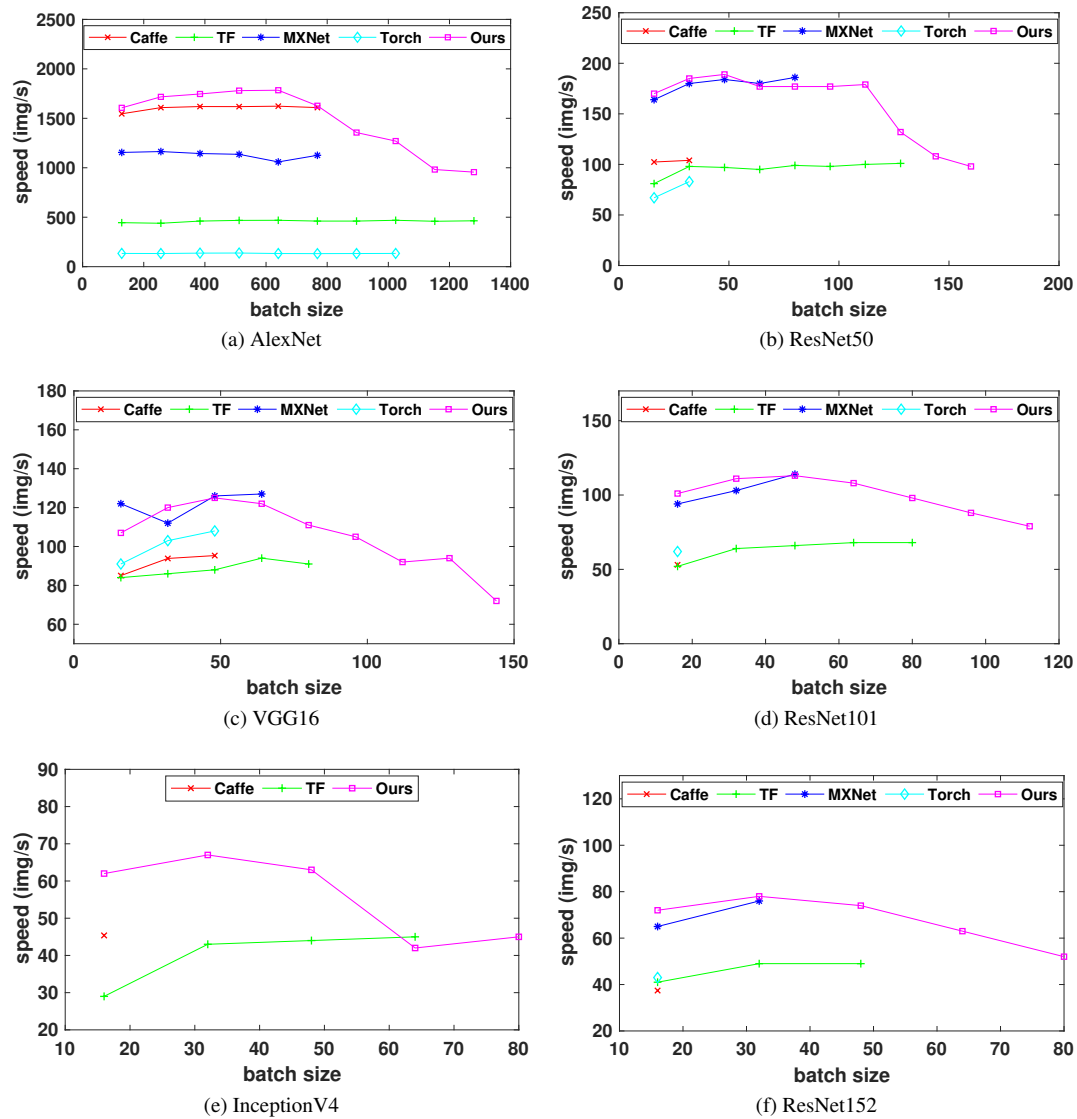 2500
2000
1500
1000
500
0
speed (img/s)
Caffe TF MXNet Torch Ours
0 200 400 600 800 1000 1200 1400
batch size
(a) AlexNet
250
200
150
100
50
0
speed (img/s)
Caffe TF MXNet Torch Ours
0 50 100 150 200
batch size
(b) ResNet50
180
160
140
120
100
80
60
speed (img/s)
Caffe TF MXNet Torch Ours
0 50 100 150
batch size
(c) VGG16
150
100
50
0
speed (img/s)
Caffe TF MXNet Torch Ours
0 20 40 60 80 100 120
batch size
(d) ResNet101
90
80
70
60
50
40
30
20
speed (img/s)
Caffe TF Ours
10 20 30 40 50 60 70 80
batch size
(e) InceptionV4
120
100
80
60
40
20
speed (img/s)
Caffe TF MXNet Torch Ours
10 20 30 40 50 60 70 80
batch size
(f) ResNet152